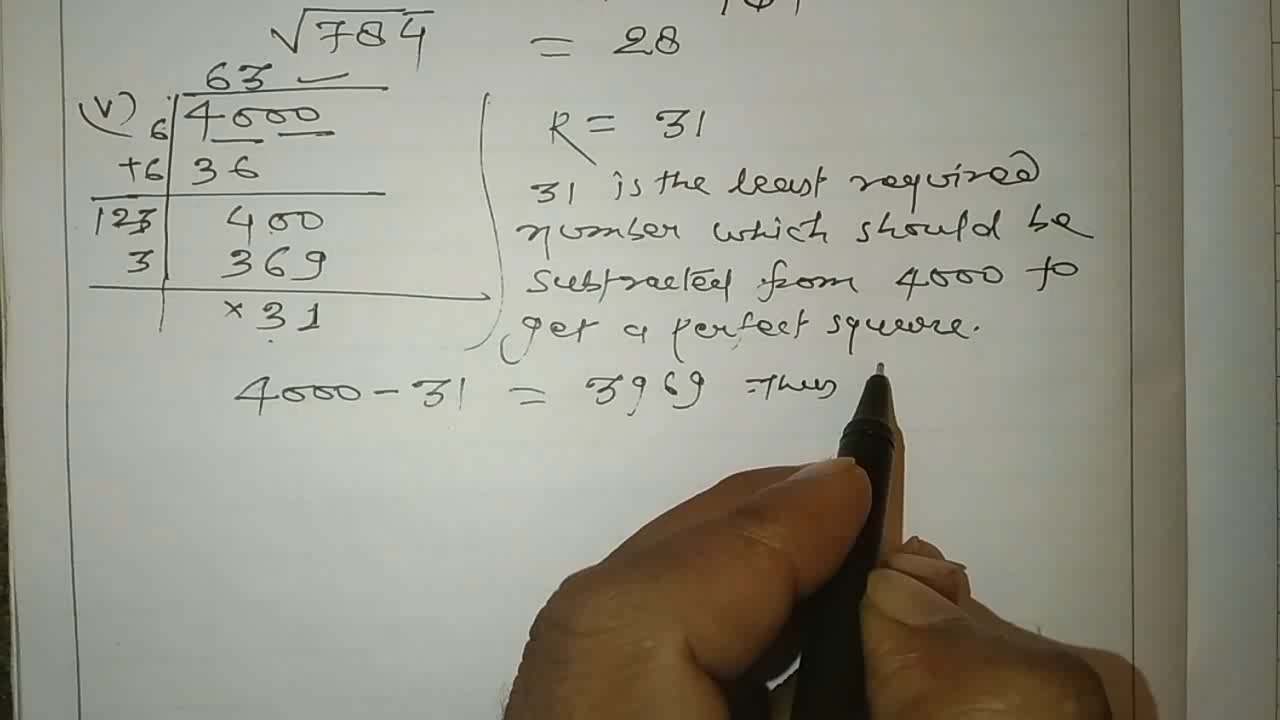 √784 = 28
63
(v) 6 4000
+6 36
123 400
3 369
× 31
R = 31
31 is the least required
number which should be
subtracted from 4000 to
get a perfect square.
4000 - 31 = 3969 Thus